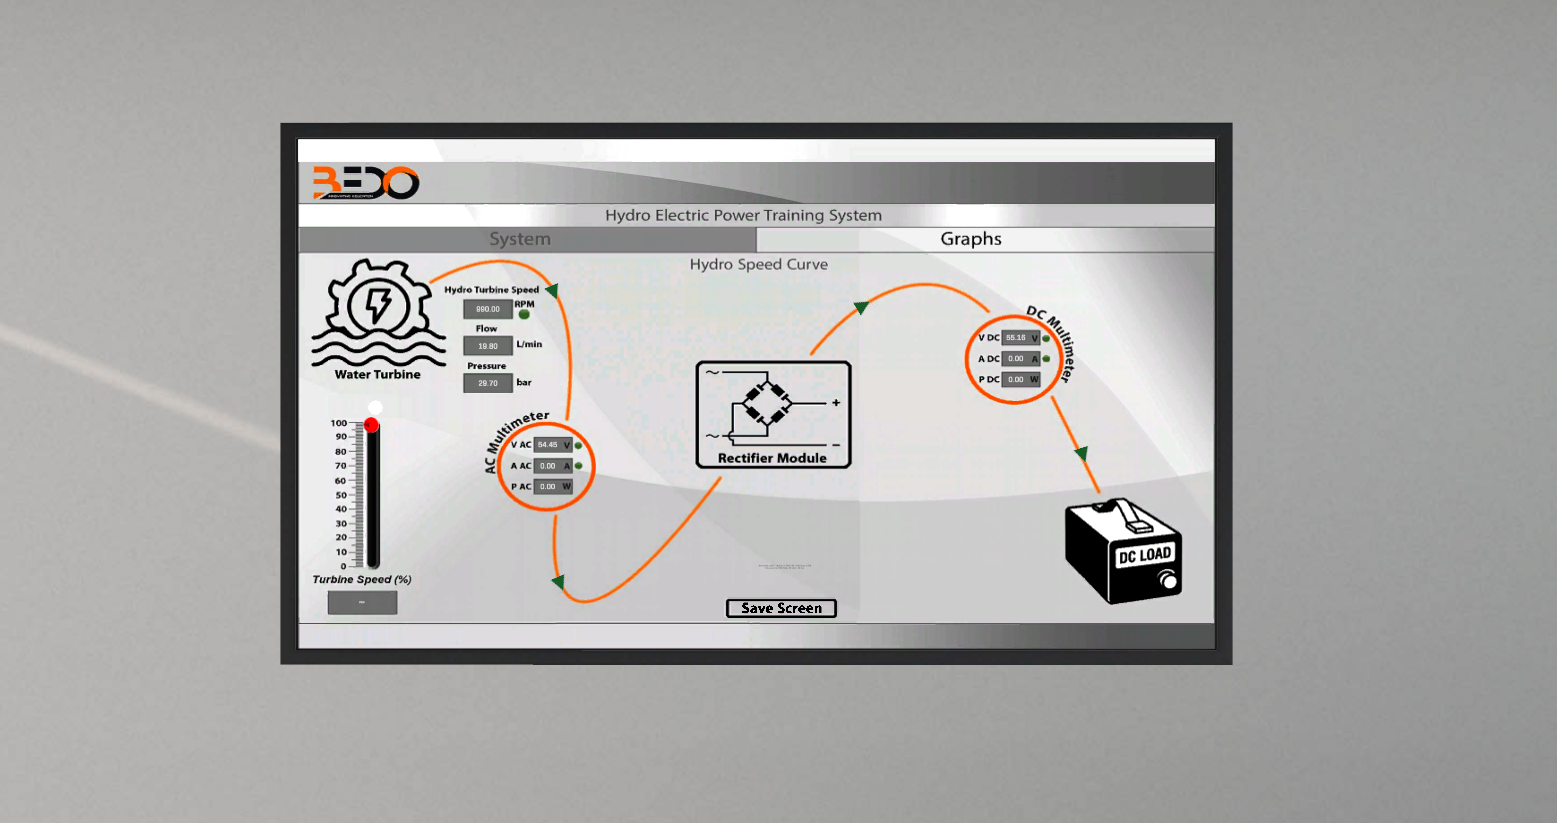 BEDO
Hydro Electric Power Training System
System
Graphs
Hydro Speed Curve
Hydro Turbine Speed
990.00 RPM
Flow
19.80 L/min
Pressure
29.70 bar
Water Turbine
100
90
80
70
60
50
40
30
20
10
0
Turbine Speed (%)
AC Multimeter
V AC 54.45 V
A AC 0.00 A
P AC 0.00 W
Rectifier Module
+
−
DC Multimeter
V DC 55.15 V
A DC 0.00 A
P DC 0.00 W
DC LOAD
Save Screen